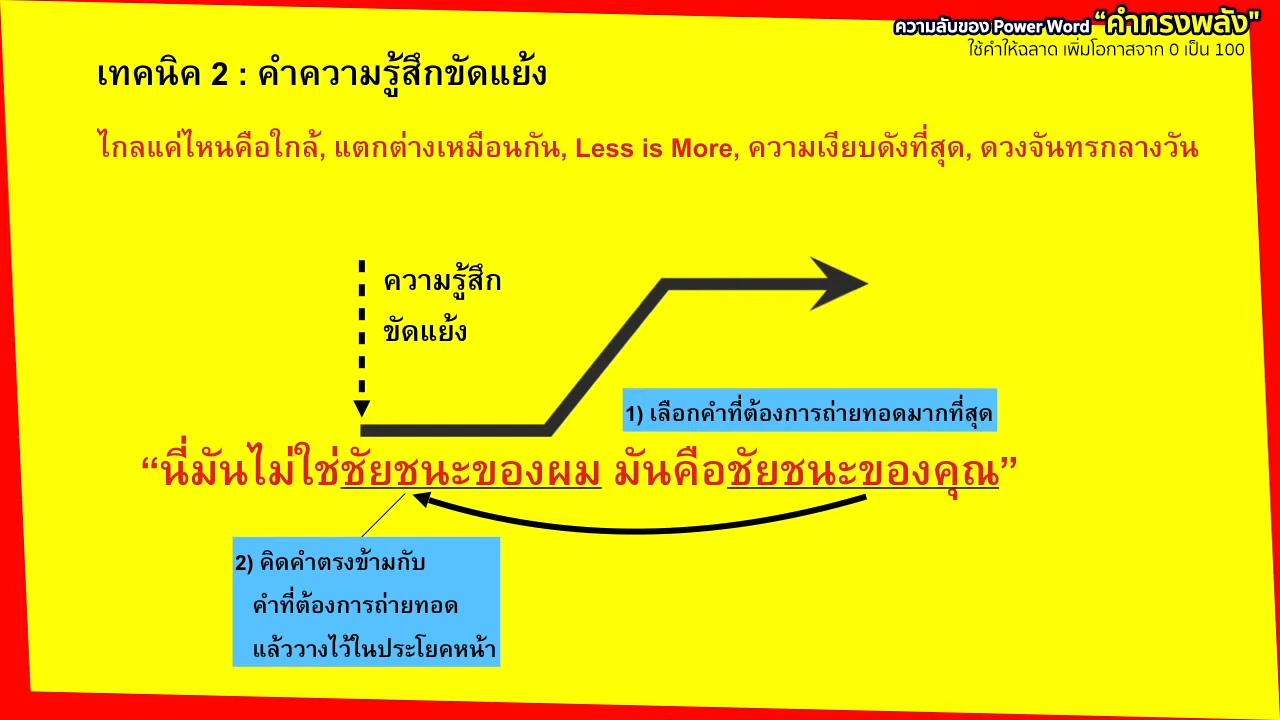 ความลับของ Power Word “คำทรงพลัง"
ใช้คำให้ฉลาด เพิ่มโอกาสจาก 0 เป็น 100
เทคนิค 2 : คำความรู้สึกขัดแย้ง
ไกลแค่ไหนคือใกล้, แตกต่างเหมือนกัน, Less is More, ความเงียบดังที่สุด, ดวงจันทรกลางวัน
ความรู้สึก
ขัดแย้ง
1) เลือกคำที่ต้องการถ่ายทอดมากที่สุด
“นี่มันไม่ใช่ชัยชนะของผม มันคือชัยชนะของคุณ”
2) คิดคำตรงข้ามกับ
คำที่ต้องการถ่ายทอด
แล้ววางไว้ในประโยคหน้า